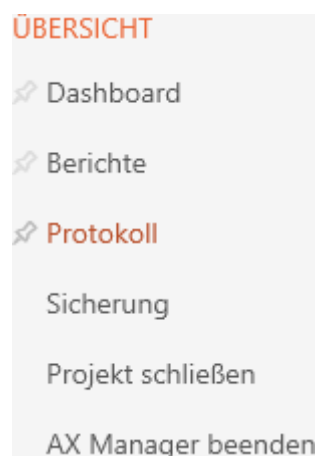 ÜBERSICHT
Dashboard
Berichte
Protokoll
Sicherung
Projekt schließen
AX Manager beenden